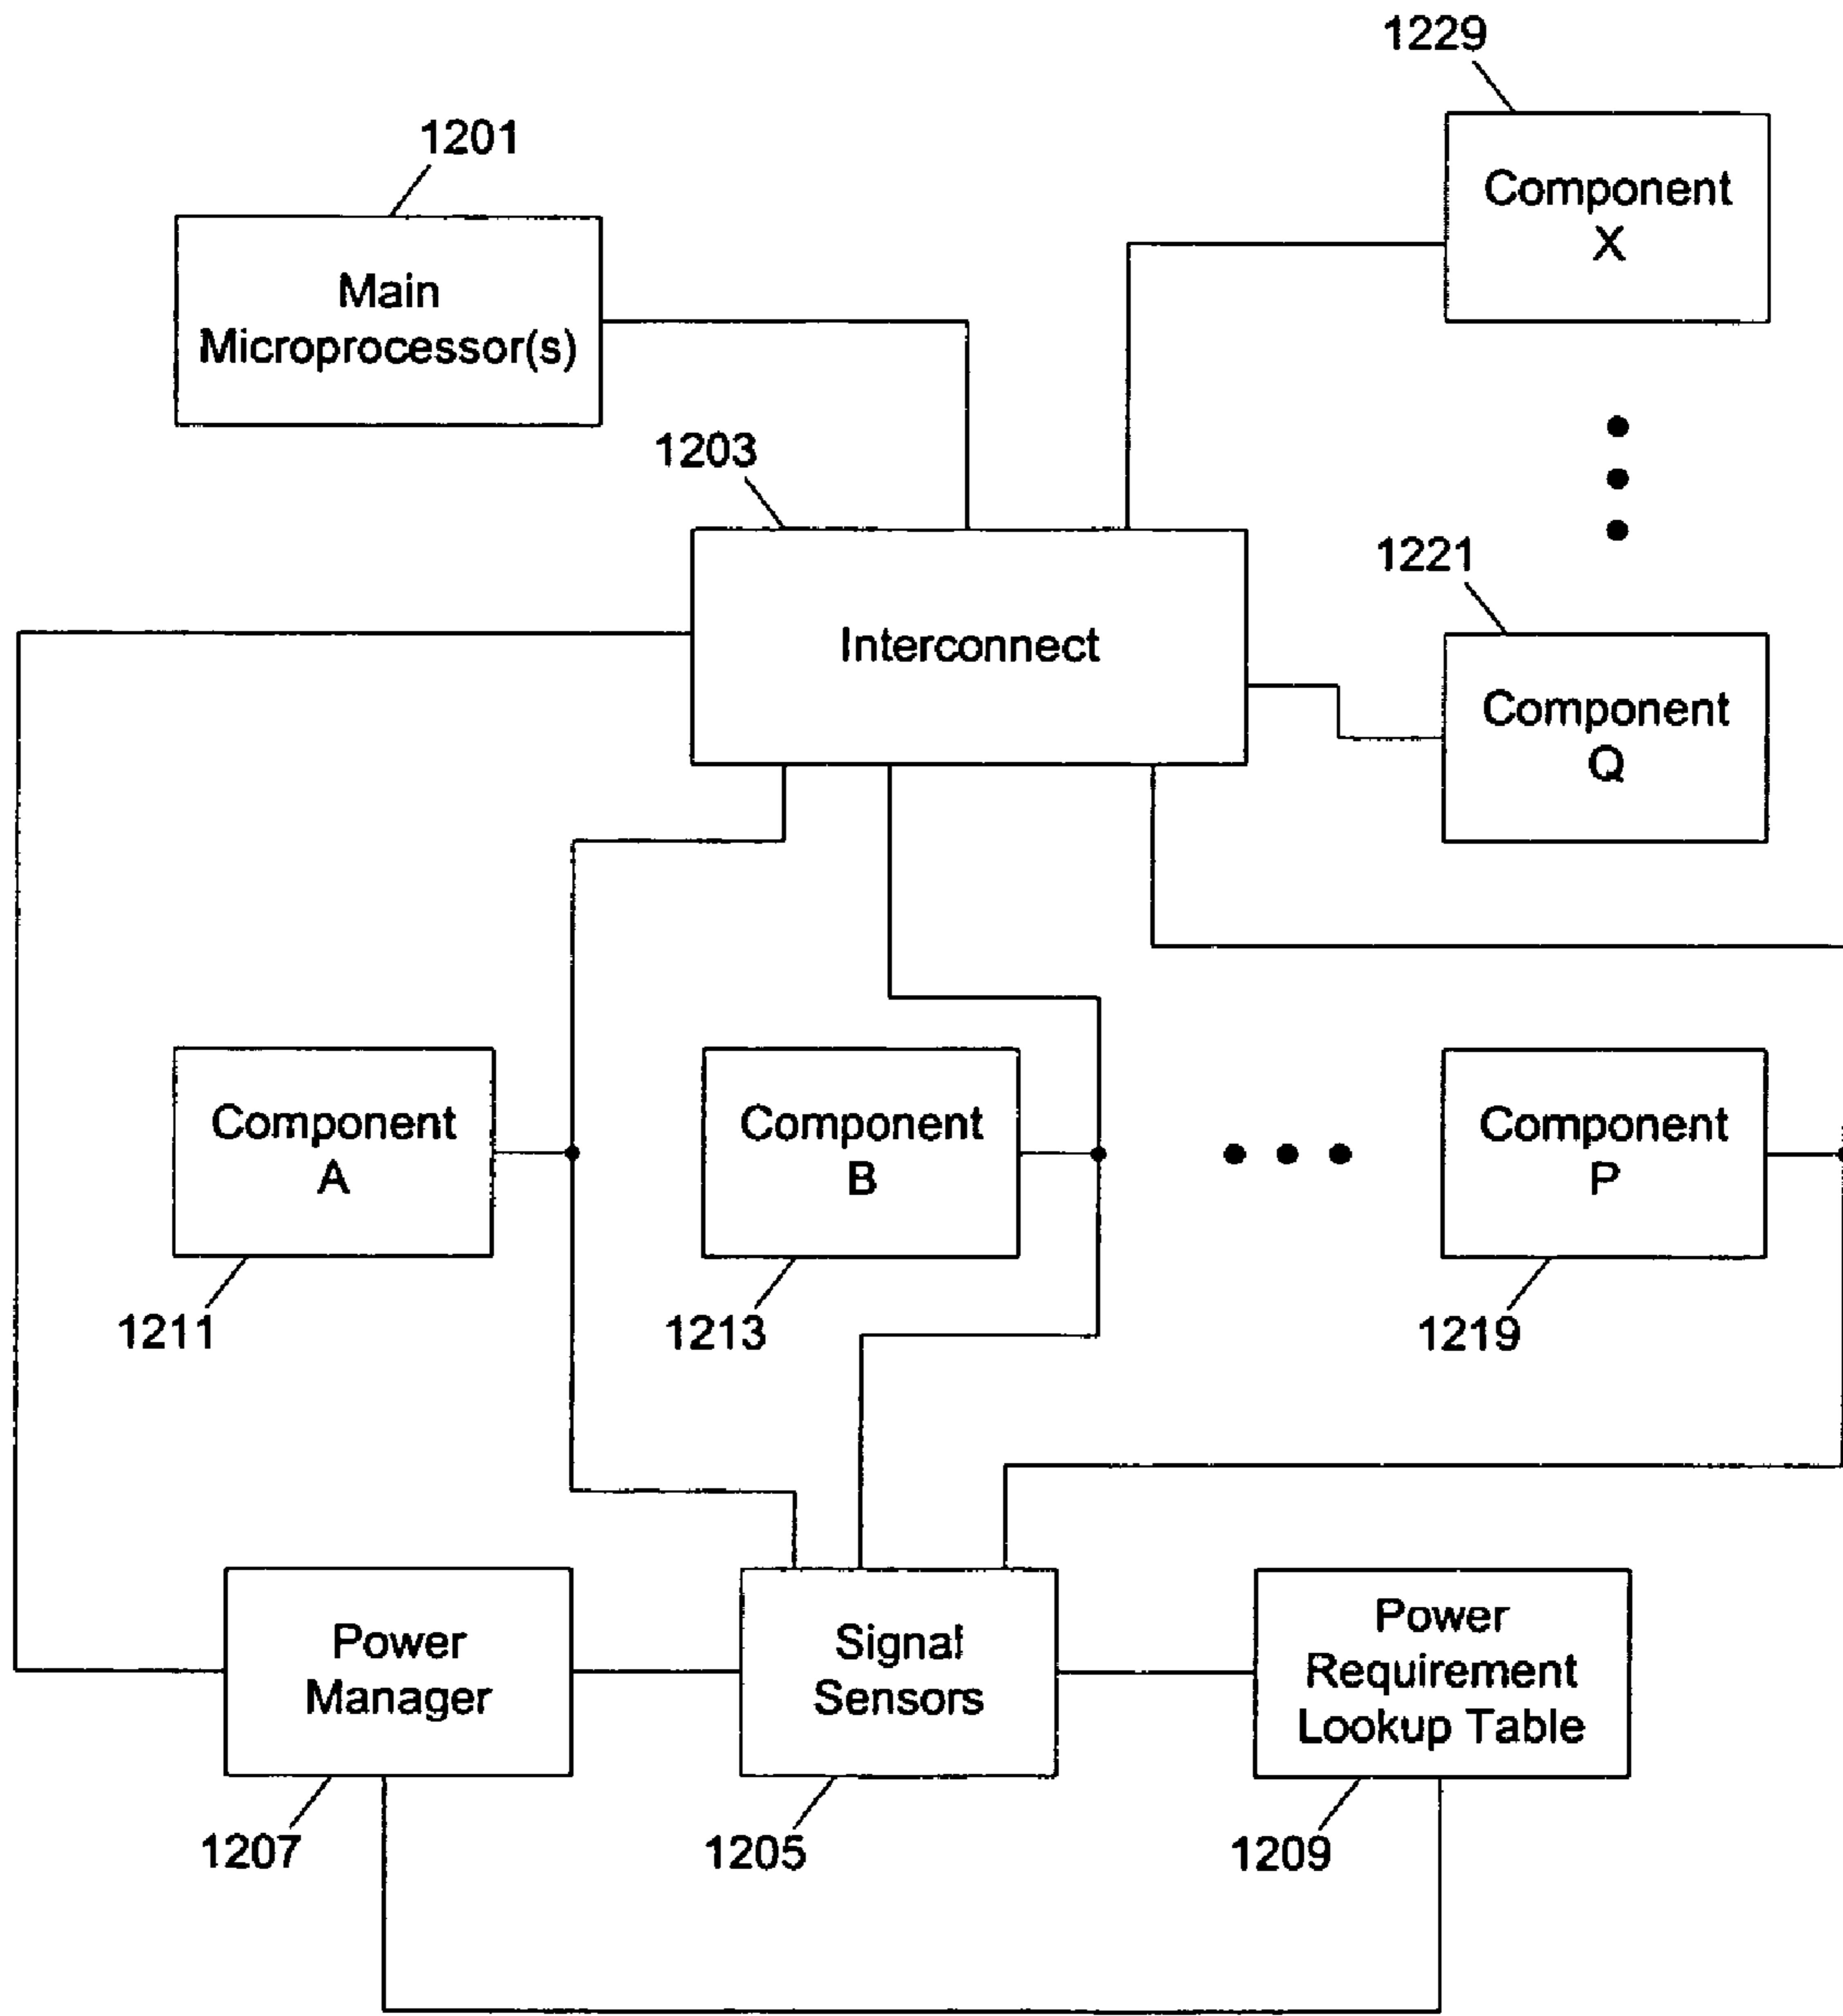 1229
Component
X
1201
Main
Microprocessor(s)
1203
Interconnect
1221
Component
Q
Component
A
1211
Component
B
1213
Component
P
1219
Power
Manager
1207
Signal
Sensors
1205
Power
Requirement
Lookup Table
1209